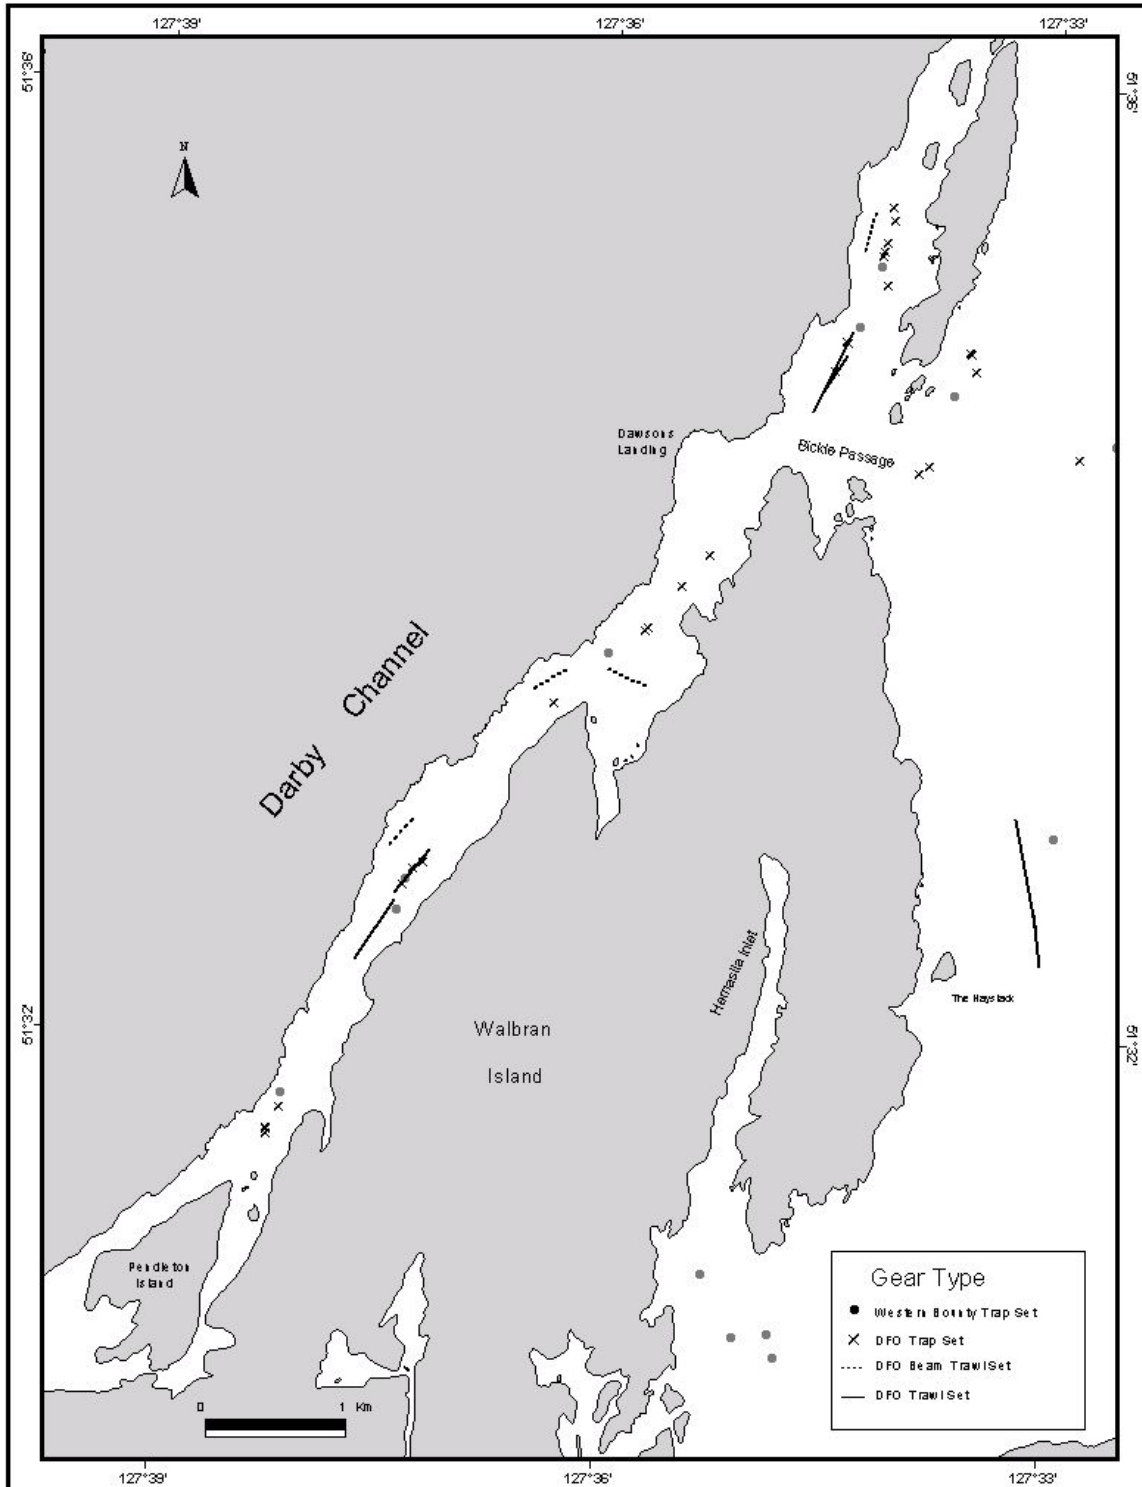 127°39' 127°36' 127°33'
51°36'
51°36'
N
Dawsons
Landing
Bickle Passage
Darby Channel
Hemasila Inlet
The Haystack
51°32'
51°32'
Walbran
Island
Pendleton
Island
0 1 Km
Gear Type
Western Bounty Trap Set
DFO Trap Set
DFO Beam Trawl Set
DFO Trawl Set
127°39' 127°36' 127°33'